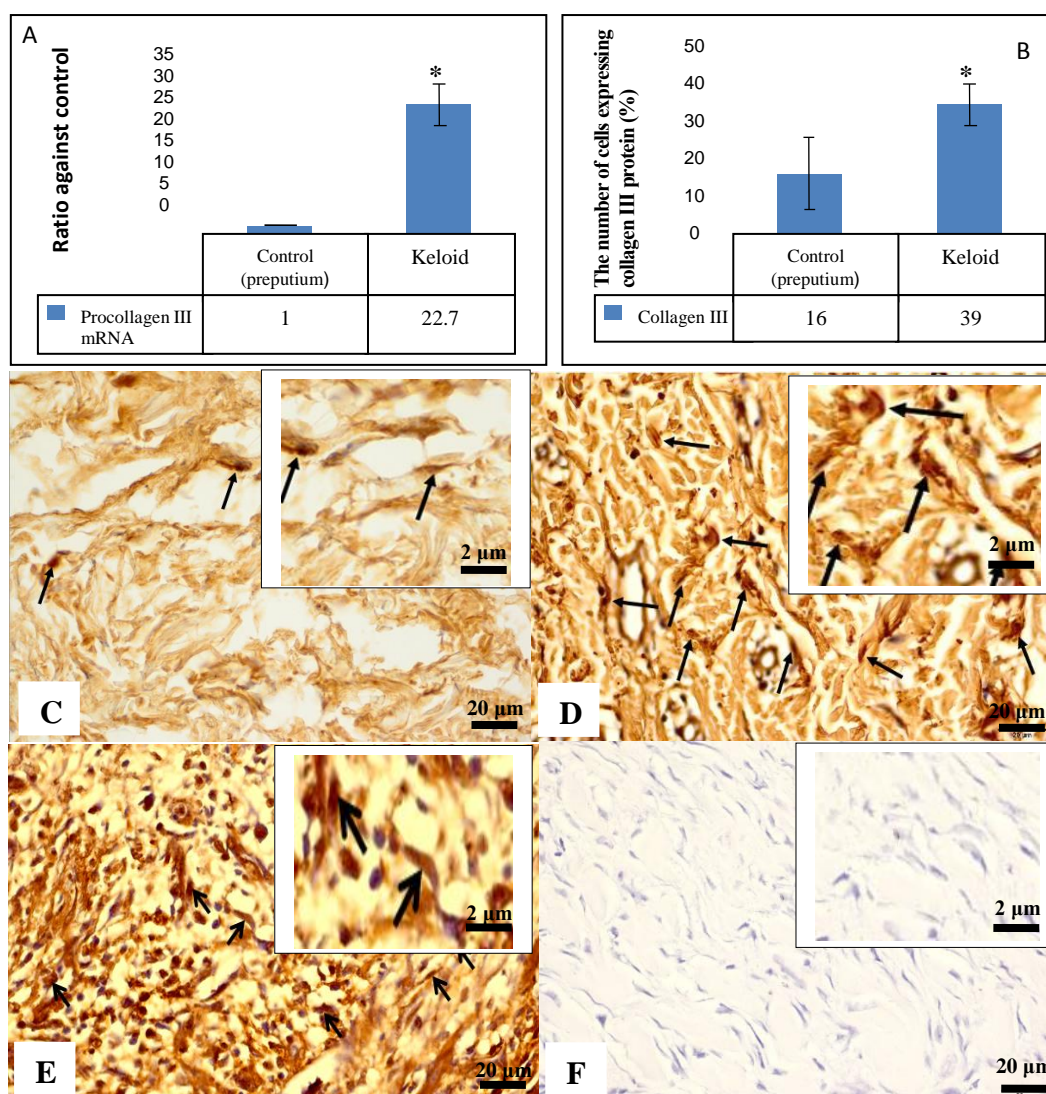 A
Ratio against control
35
30
25
20
15
10
5
0
*
Control
(preputium)
Keloid
Procollagen III
mRNA
1
22.7
B
The number of cells expressing
collagen III protein (%)
50
40
30
20
10
0
*
Control
(preputium)
Keloid
Collagen III
16
39
2 µm
C
20 µm
2 µm
D
20 µm
20 µm
2 µm
E
20 µm
2 µm
F
20 µm